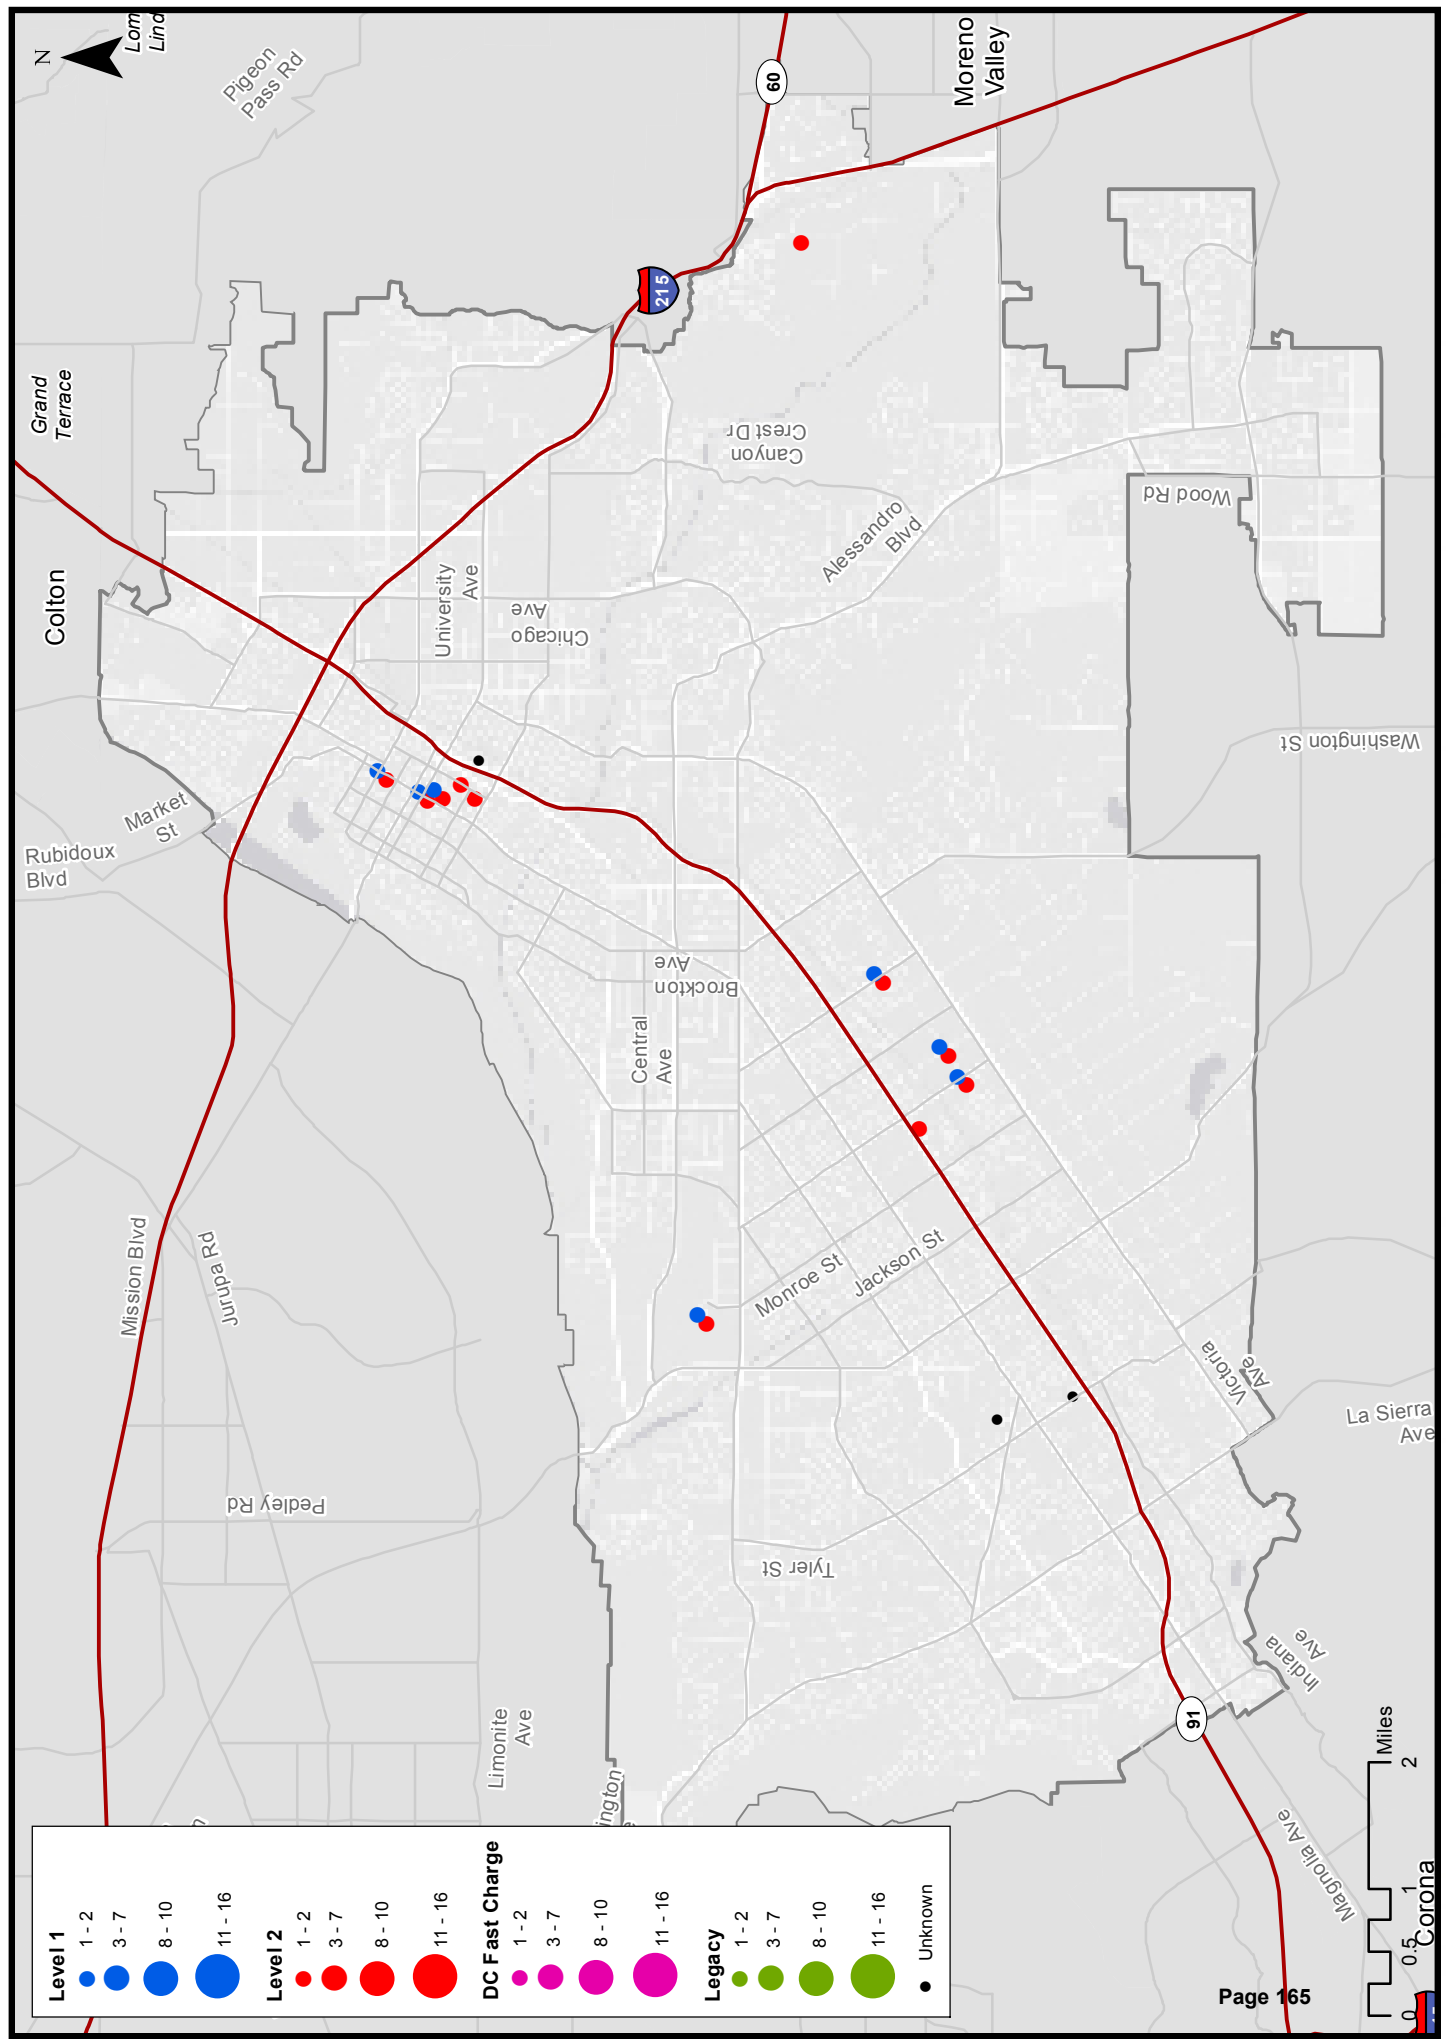 N
Lom
Lind
Pigeon
Pass Rd
60
Moreno
Valley
215
Grand
Terrace
Canyon
Crest Dr
Wood Rd
Alessandro
Blvd
Colton
University
Ave
Chicago
Ave
Washington St
Market
St
Rubidoux
Blvd
Brockton
Ave
Central
Ave
Mission Blvd
Jurupa Rd
Monroe St
Jackson St
Victoria
Ave
La Sierra
Ave
Pedley Rd
Tyler St
Indiana
Ave
Limonite
Ave
91
ington
Magnolia Ave
Corona
Level 1
1 - 2
3 - 7
8 - 10
11 - 16
Level 2
1 - 2
3 - 7
8 - 10
11 - 16
DC Fast Charge
1 - 2
3 - 7
8 - 10
11 - 16
Legacy
1 - 2
3 - 7
8 - 10
11 - 16
Unknown
Page 165
0 0.5 1 2
Miles